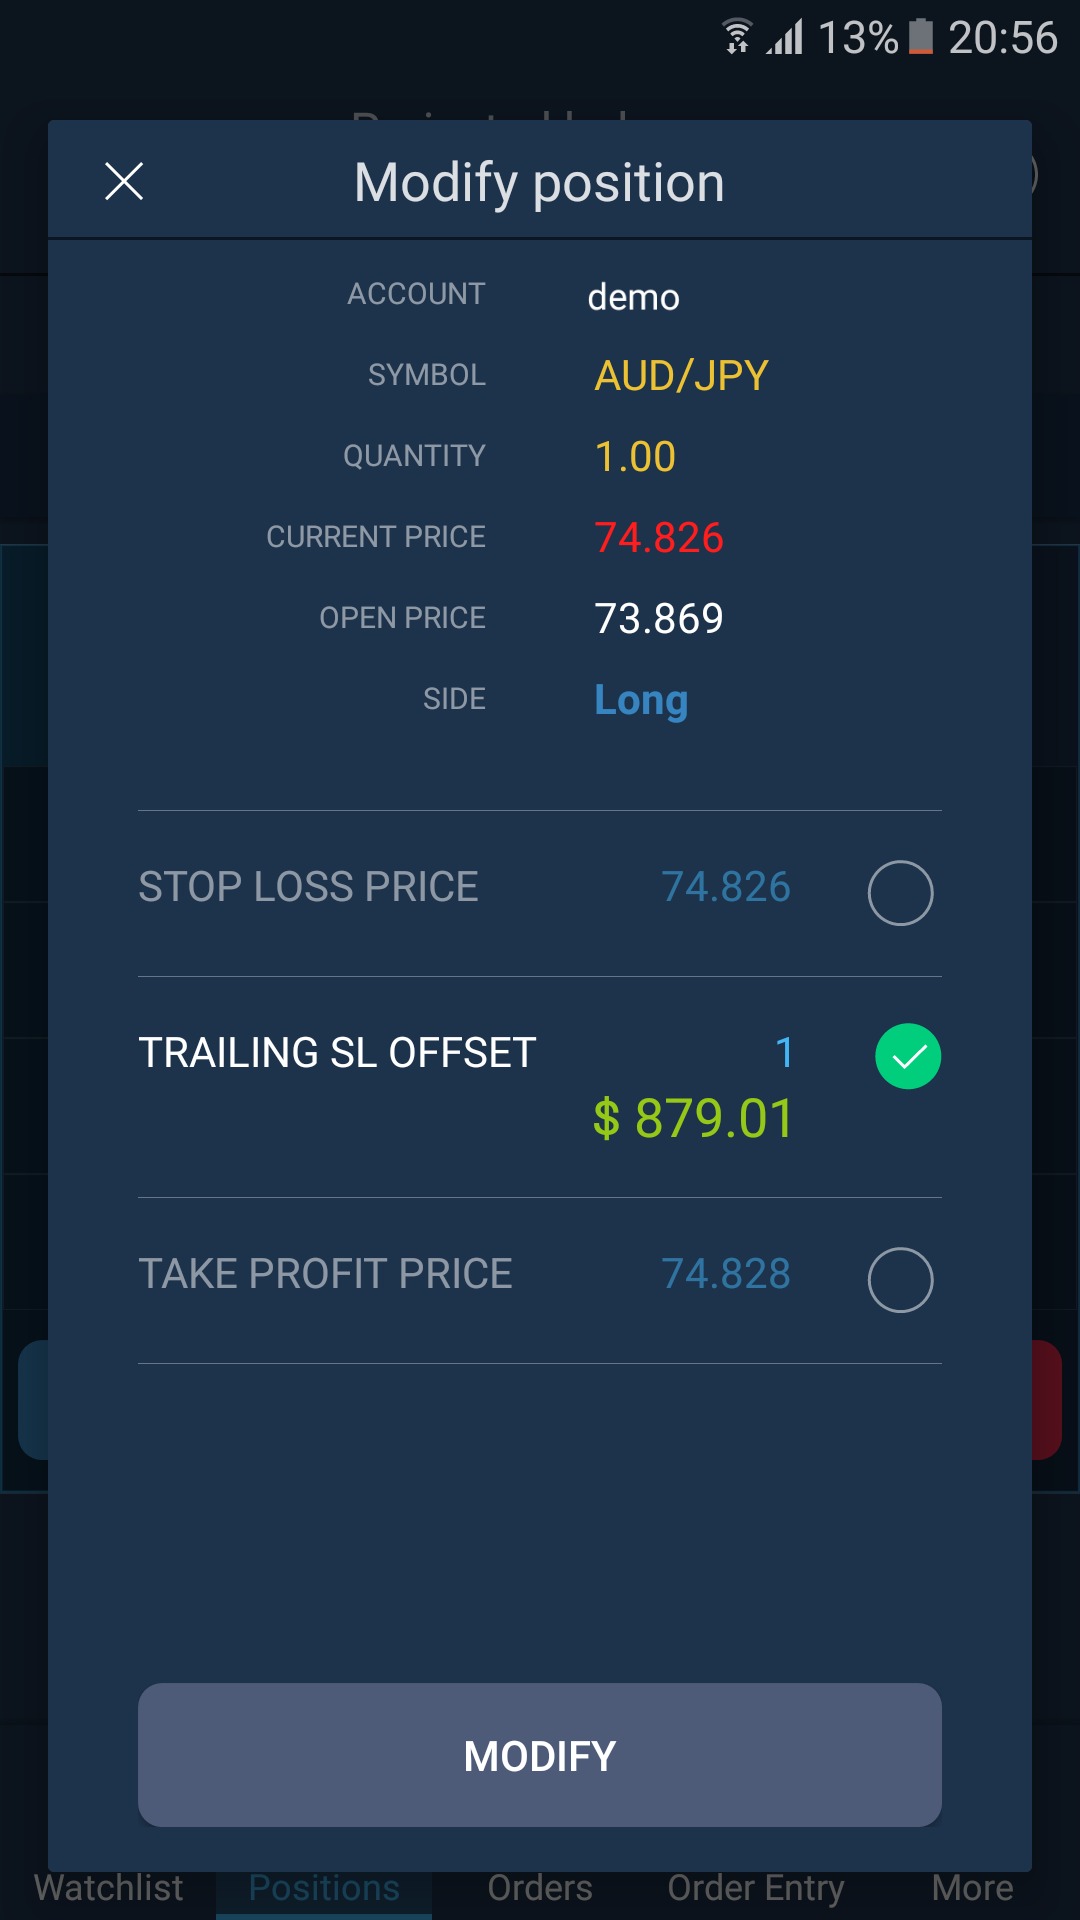 13% 20:56
Modify position
ACCOUNT demo
SYMBOL AUD/JPY
QUANTITY 1.00
CURRENT PRICE 74.826
OPEN PRICE 73.869
SIDE Long
STOP LOSS PRICE 74.826
TRAILING SL OFFSET 1
$ 879.01
TAKE PROFIT PRICE 74.828
MODIFY
Watchlist Positions Orders Order Entry More